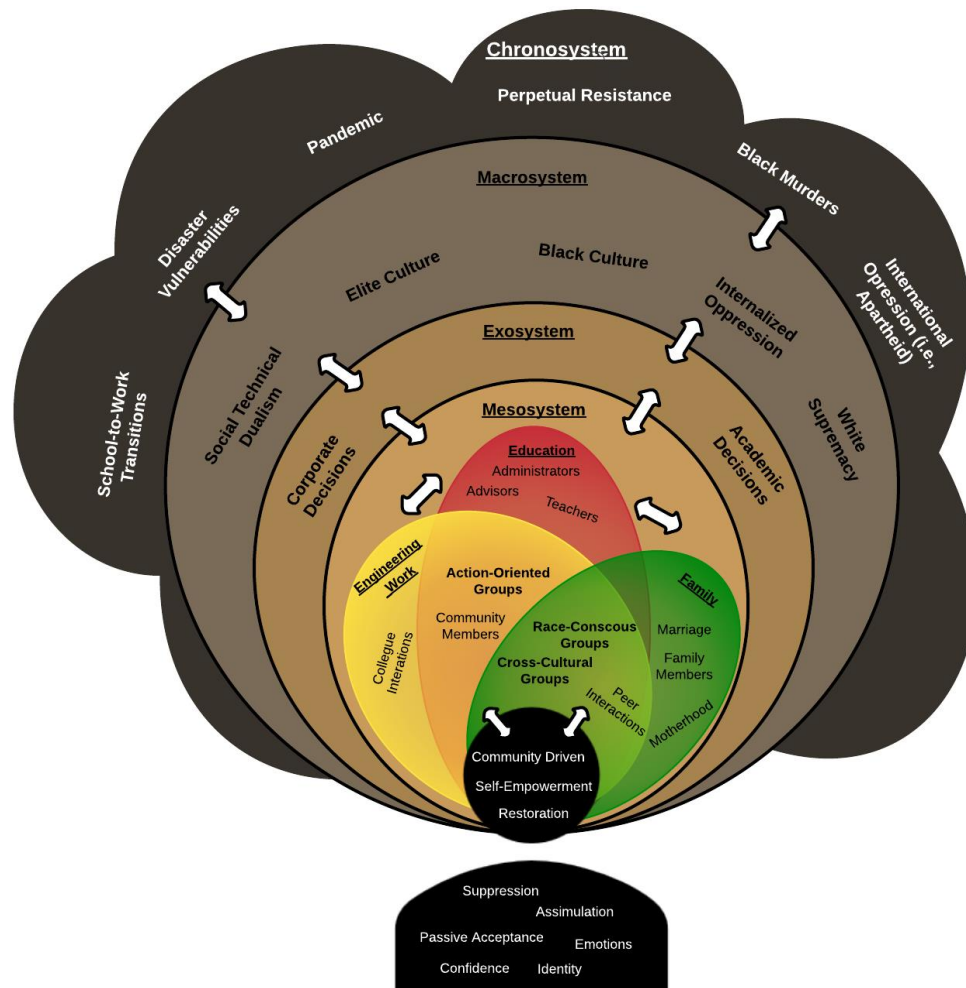 Chronosystem
Perpetual Resistance
Pandemic
Black Murders
Disaster
Vulnerabilities
International
Opression (i.e.,
Apartheid)
School-to-Work
Transitions
Macrosystem
Elite Culture
Black Culture
Internalized
Oppression
Social Technical
Dualism
White
Supremacy
Exosystem
Corporate
Decisions
Academic
Decisions
Mesosystem
Education
Administrators
Advisors
Teachers
Engineering
Work
Collegue
Interations
Action-Oriented
Groups
Community
Members
Family
Marriage
Family
Members
Motherhood
Race-Conscous
Groups
Cross-Cultural
Groups
Peer
Interactions
Community Driven
Self-Empowerment
Restoration
Suppression
Assimulation
Passive Acceptance
Emotions
Confidence
Identity